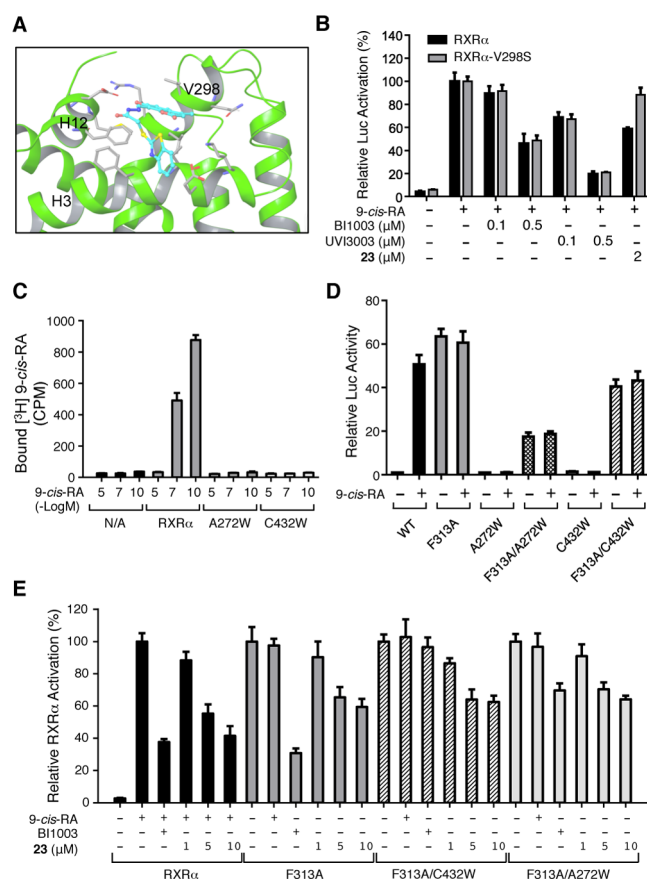 A
V298
H12
H3
B
RXRα
RXRα-V298S
Relative Luc Activation (%)
140
120
100
80
60
40
20
0
9-cis-RA – + + + + + +
BI1003 (μM) – – 0.1 0.5 – – –
UVI3003 (μM) – – – – 0.1 0.5 –
23 (μM) – – – – – – 2
C
Bound [³H] 9-cis-RA
(CPM)
1000
800
600
400
200
0
9-cis-RA 5 7 10 5 7 10 5 7 10 5 7 10
(-LogM)
N/A RXRα A272W C432W
D
Relative Luc Activity
80
60
40
20
0
9-cis-RA – + – + – + – + – + – +
WT
F313A
A272W
F313A/A272W
C432W
F313A/C432W
E
Relative RXRα Activation (%)
120
100
80
60
40
20
0
9-cis-RA – + + + + + – + – – – – – + – – – – – + – – – –
BI1003 – – + – – – – – + – – – – – + – – – – – + – – –
23 (μM) – – – 1 5 10 – – – 1 5 10 – – – 1 5 10 – – – 1 5 10
RXRα F313A F313A/C432W F313A/A272W